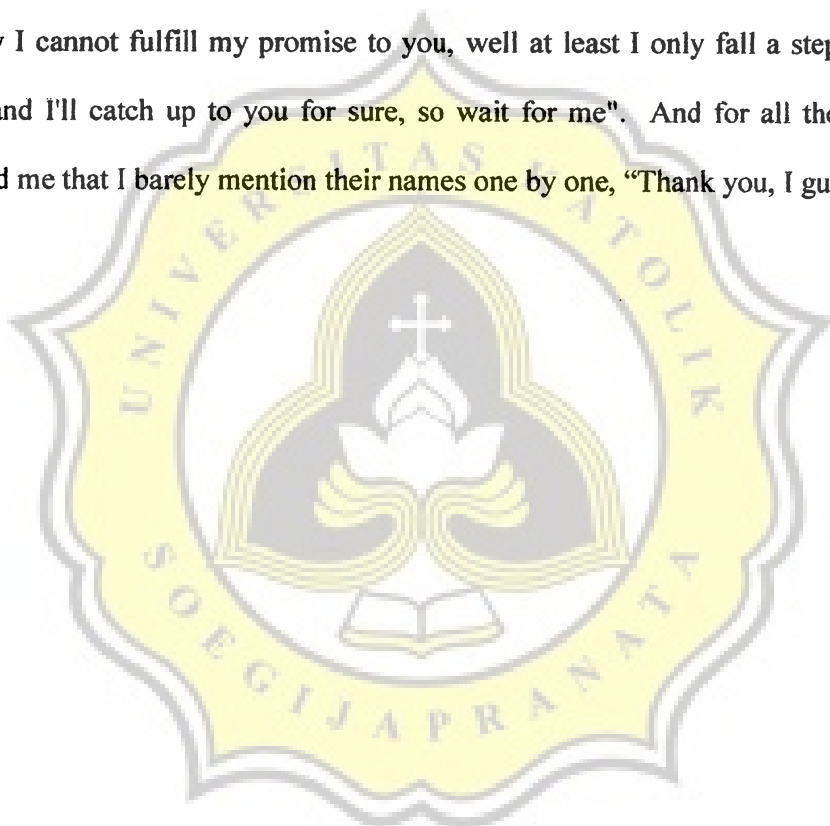 I cannot fulfill my promise to you, well at least I only fall a step
I'll catch up to you for sure, so wait for me". And for all the
me that I barely mention their names one by one, “Thank you, I gu
UNIVERSITAS KATOLIK
SOEGIJAPRANATA